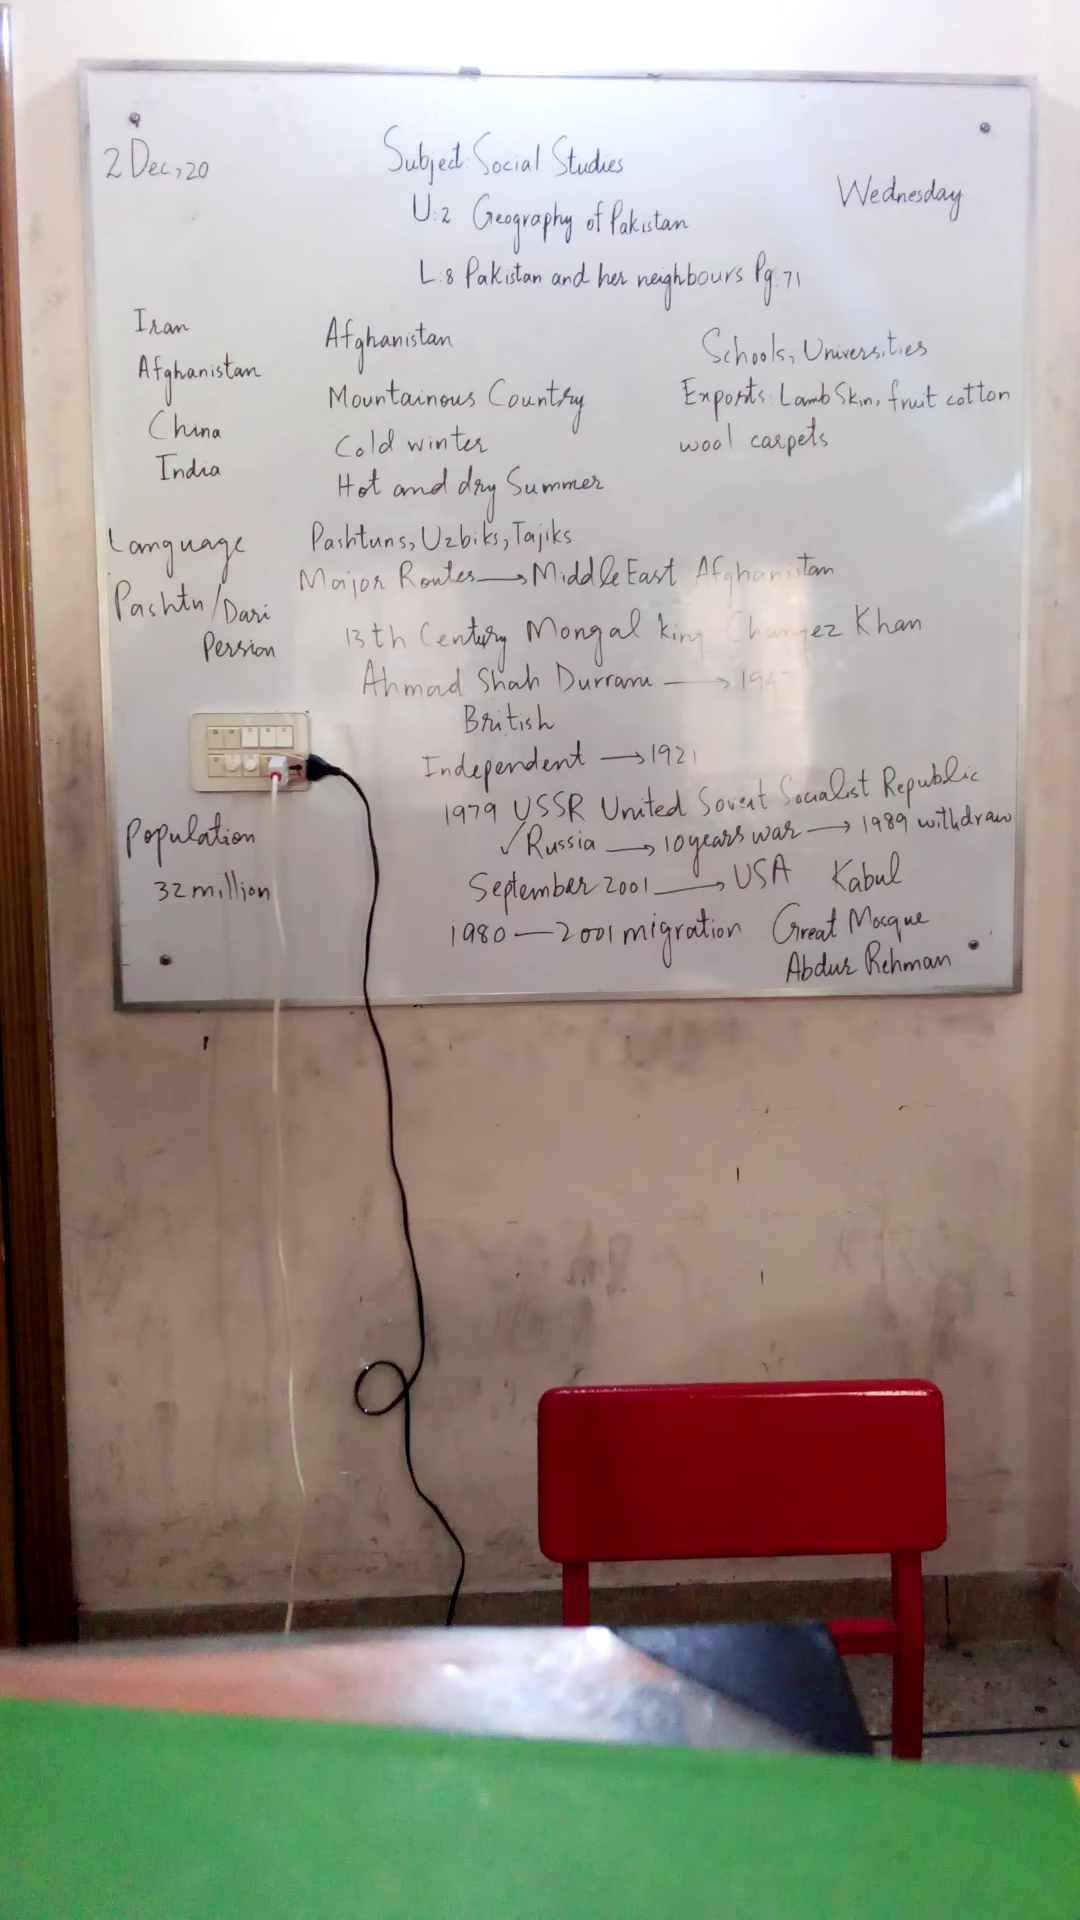 2 Dec, 20
Subject: Social Studies
Wednesday
U:2 Geography of Pakistan
L:8 Pakistan and her neighbours Pg. 71
Iran
Afghanistan
China
India
Language
Pashtu/Dari
Persion
Population
32 million
Afghanistan
Mountainous Country
Cold winter
Hot and dry Summer
Pashtuns, Uzbiks, Tajiks
Major Routes → Middle East Afghanistan
13th Century Mongal king Changez Khan
Ahmad Shah Durrani →
British
Independent → 1921
1979 USSR United Soveit Socialist Republic
✓ Russia → 10 years war → 1989 withdraw
September 2001 → USA
1980 — 2001 migration
Schools, Universities
Exports: Lamb Skin, fruit cotton
wool carpets
Kabul
Great Mosque
Abdur Rehman